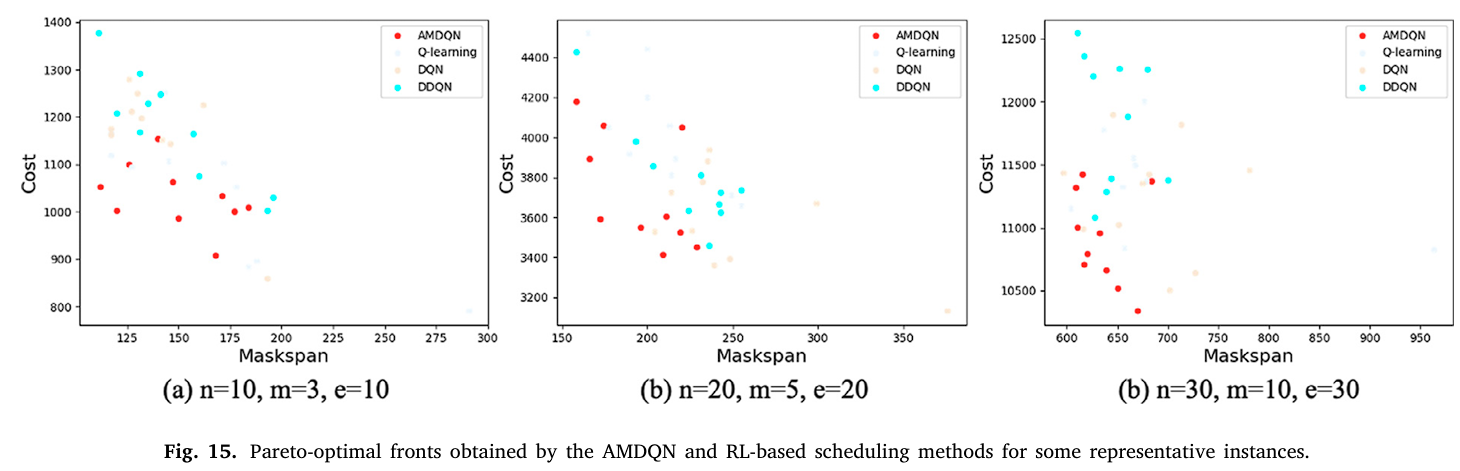 1400
1300
1200
1100
1000
900
800
Cost
125 150 175 200 225 250 275 300
Maskspan
AMDQN
Q-learning
DQN
DDQN
(a) n=10, m=3, e=10
4400
4200
4000
3800
3600
3400
3200
Cost
150 200 250 300 350
Maskspan
AMDQN
Q-learning
DQN
DDQN
(b) n=20, m=5, e=20
12500
12000
11500
11000
10500
Cost
600 650 700 750 800 850 900 950
Maskspan
AMDQN
Q-learning
DQN
DDQN
(b) n=30, m=10, e=30
Fig. 15. Pareto-optimal fronts obtained by the AMDQN and RL-based scheduling methods for some representative instances.